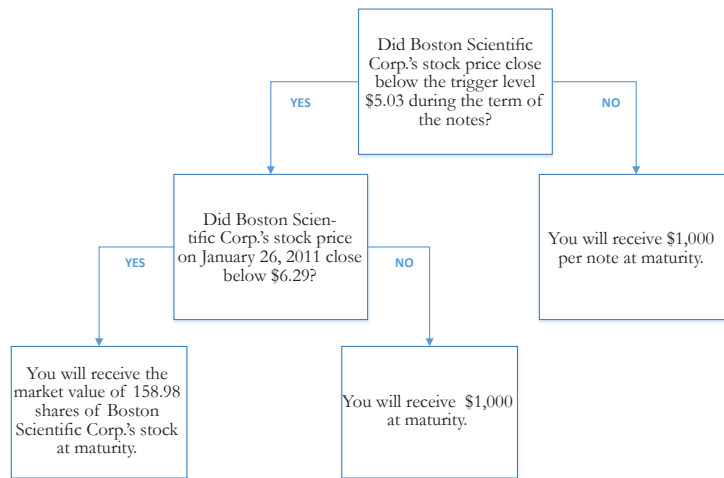 Did Boston Scientific
Corp.'s stock price close
below the trigger level
$5.03 during the term of
the notes?
YES
NO
Did Boston Scien-
tific Corp.'s stock price
on January 26, 2011 close
below $6.29?
You will receive $1,000
per note at maturity.
YES
NO
You will receive the
market value of 158.98
shares of Boston
Scientific Corp.'s stock
at maturity.
You will receive $1,000
at maturity.